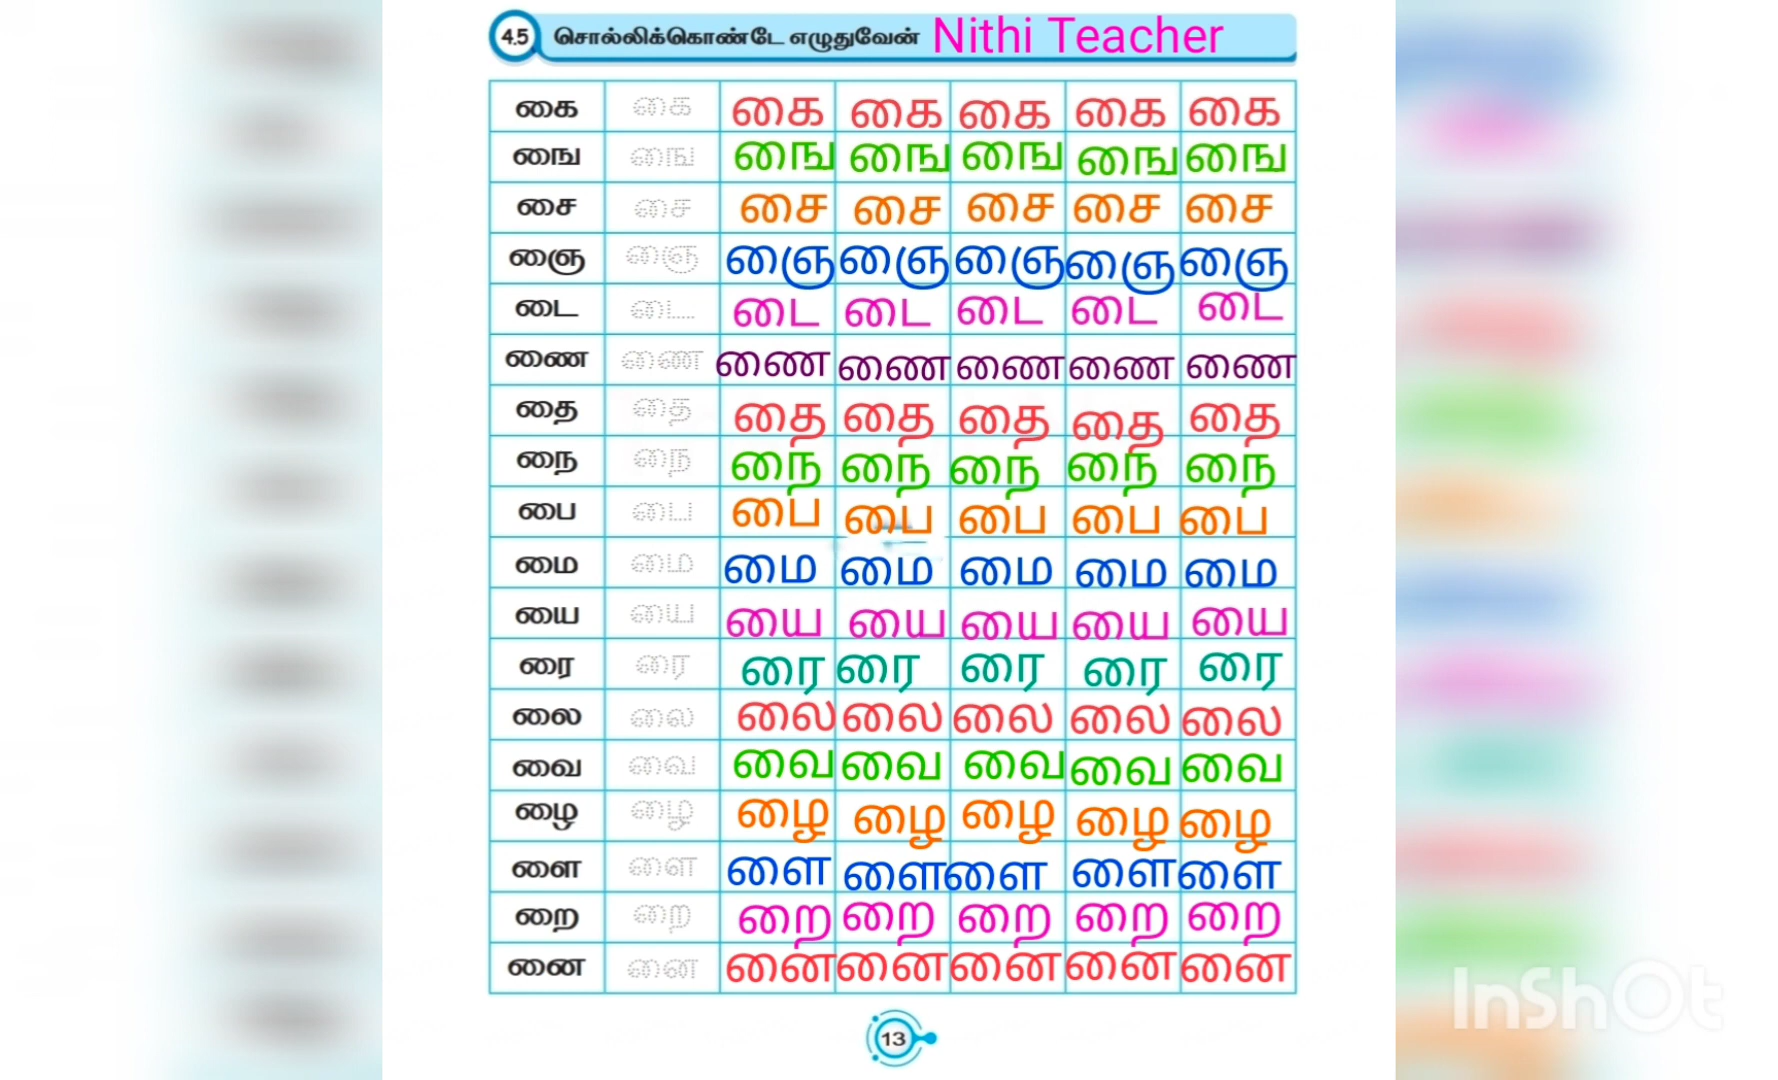 4.5 சொல்லிக்கொண்டே எழுதுவேன் Nithi Teacher
கை கை கை கை கை கை கை
ஙை ஙை ஙை ஙை ஙை ஙை ஙை
சை சை சை சை சை சை சை
ஞை ஞை ஞை ஞை ஞை ஞை ஞை
டை டை டை டை டை டை டை
ணை ணை ணை ணை ணை ணை ணை
தை தை தை தை தை தை தை
நை நை நை நை நை நை நை
பை பை பை பை பை பை பை
மை மை மை மை மை மை மை
யை யை யை யை யை யை யை
ரை ரை ரை ரை ரை ரை ரை
லை லை லை லை லை லை லை
வை வை வை வை வை வை வை
ழை ழை ழை ழை ழை ழை ழை
ளை ளை ளை ளை ளை ளை ளை
றை றை றை றை றை றை றை
னை னை னை னை னை னை னை
13
InShOt